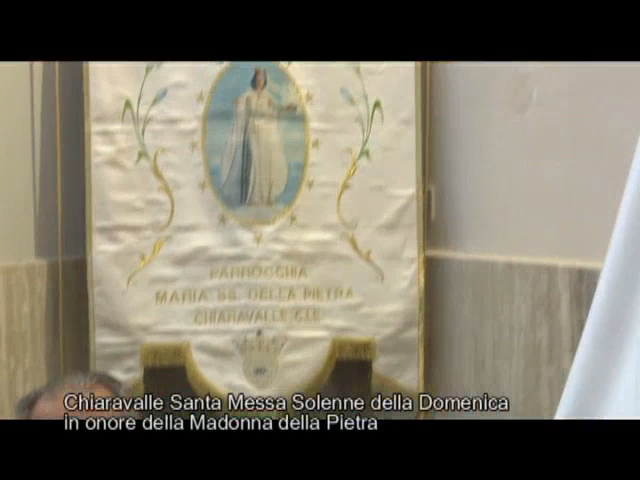 PARROCCHIA
MARIA SS. DELLA PIETRA
CHIARAVALLE C.LE
Chiaravalle Santa Messa Solenne della Domenica
in onore della Madonna della Pietra